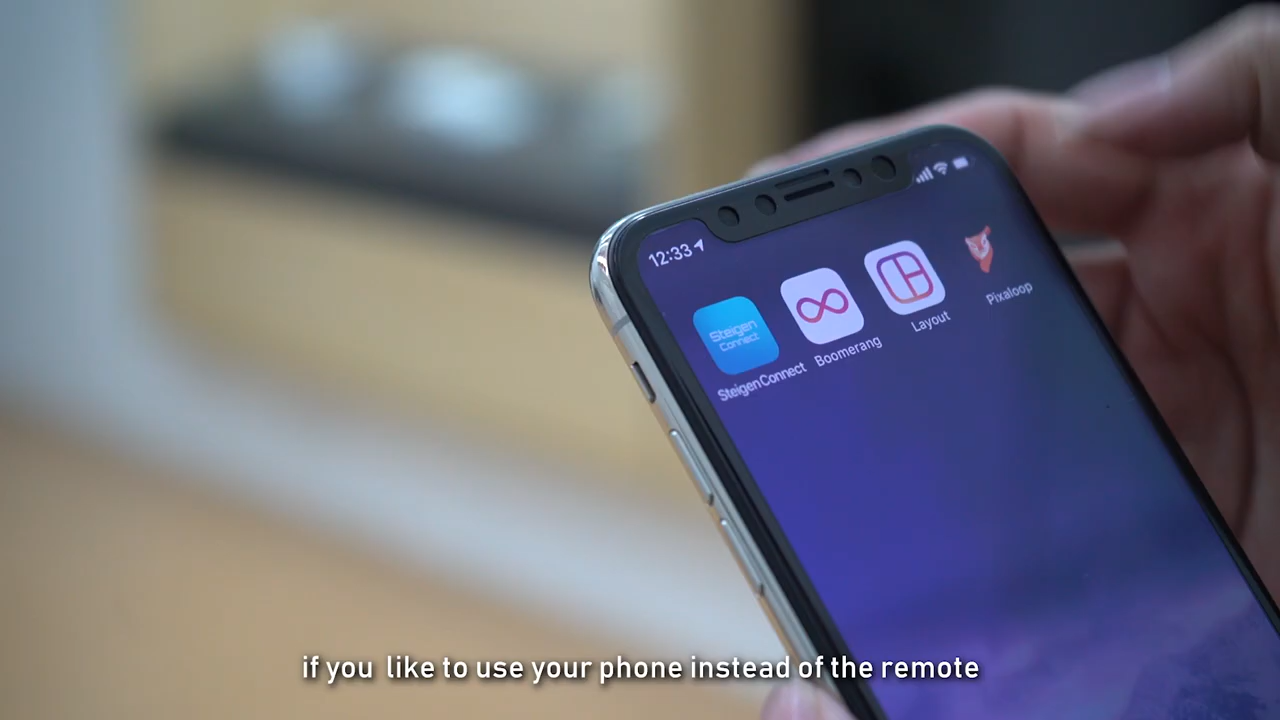 12:33
Steigen
Connect
SteigenConnect
Boomerang
Layout
Pixaloop
if you like to use your phone instead of the remote